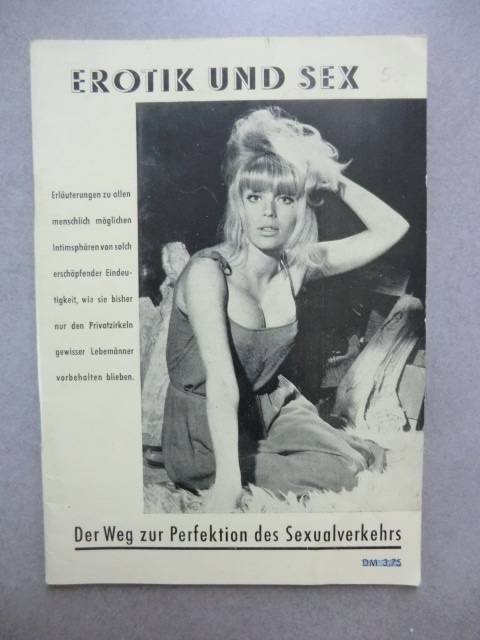 EROTIK UND SEX
Erläuterungen zu allen
menschlich möglichen
Intimsphären von solch
erschöpfender Eindeu-
tigkeit, wie sie bisher
nur den Privatzirkeln
gewisser Lebemänner
vorbehalten blieben.
Der Weg zur Perfektion des Sexualverkehrs
DM 3,75